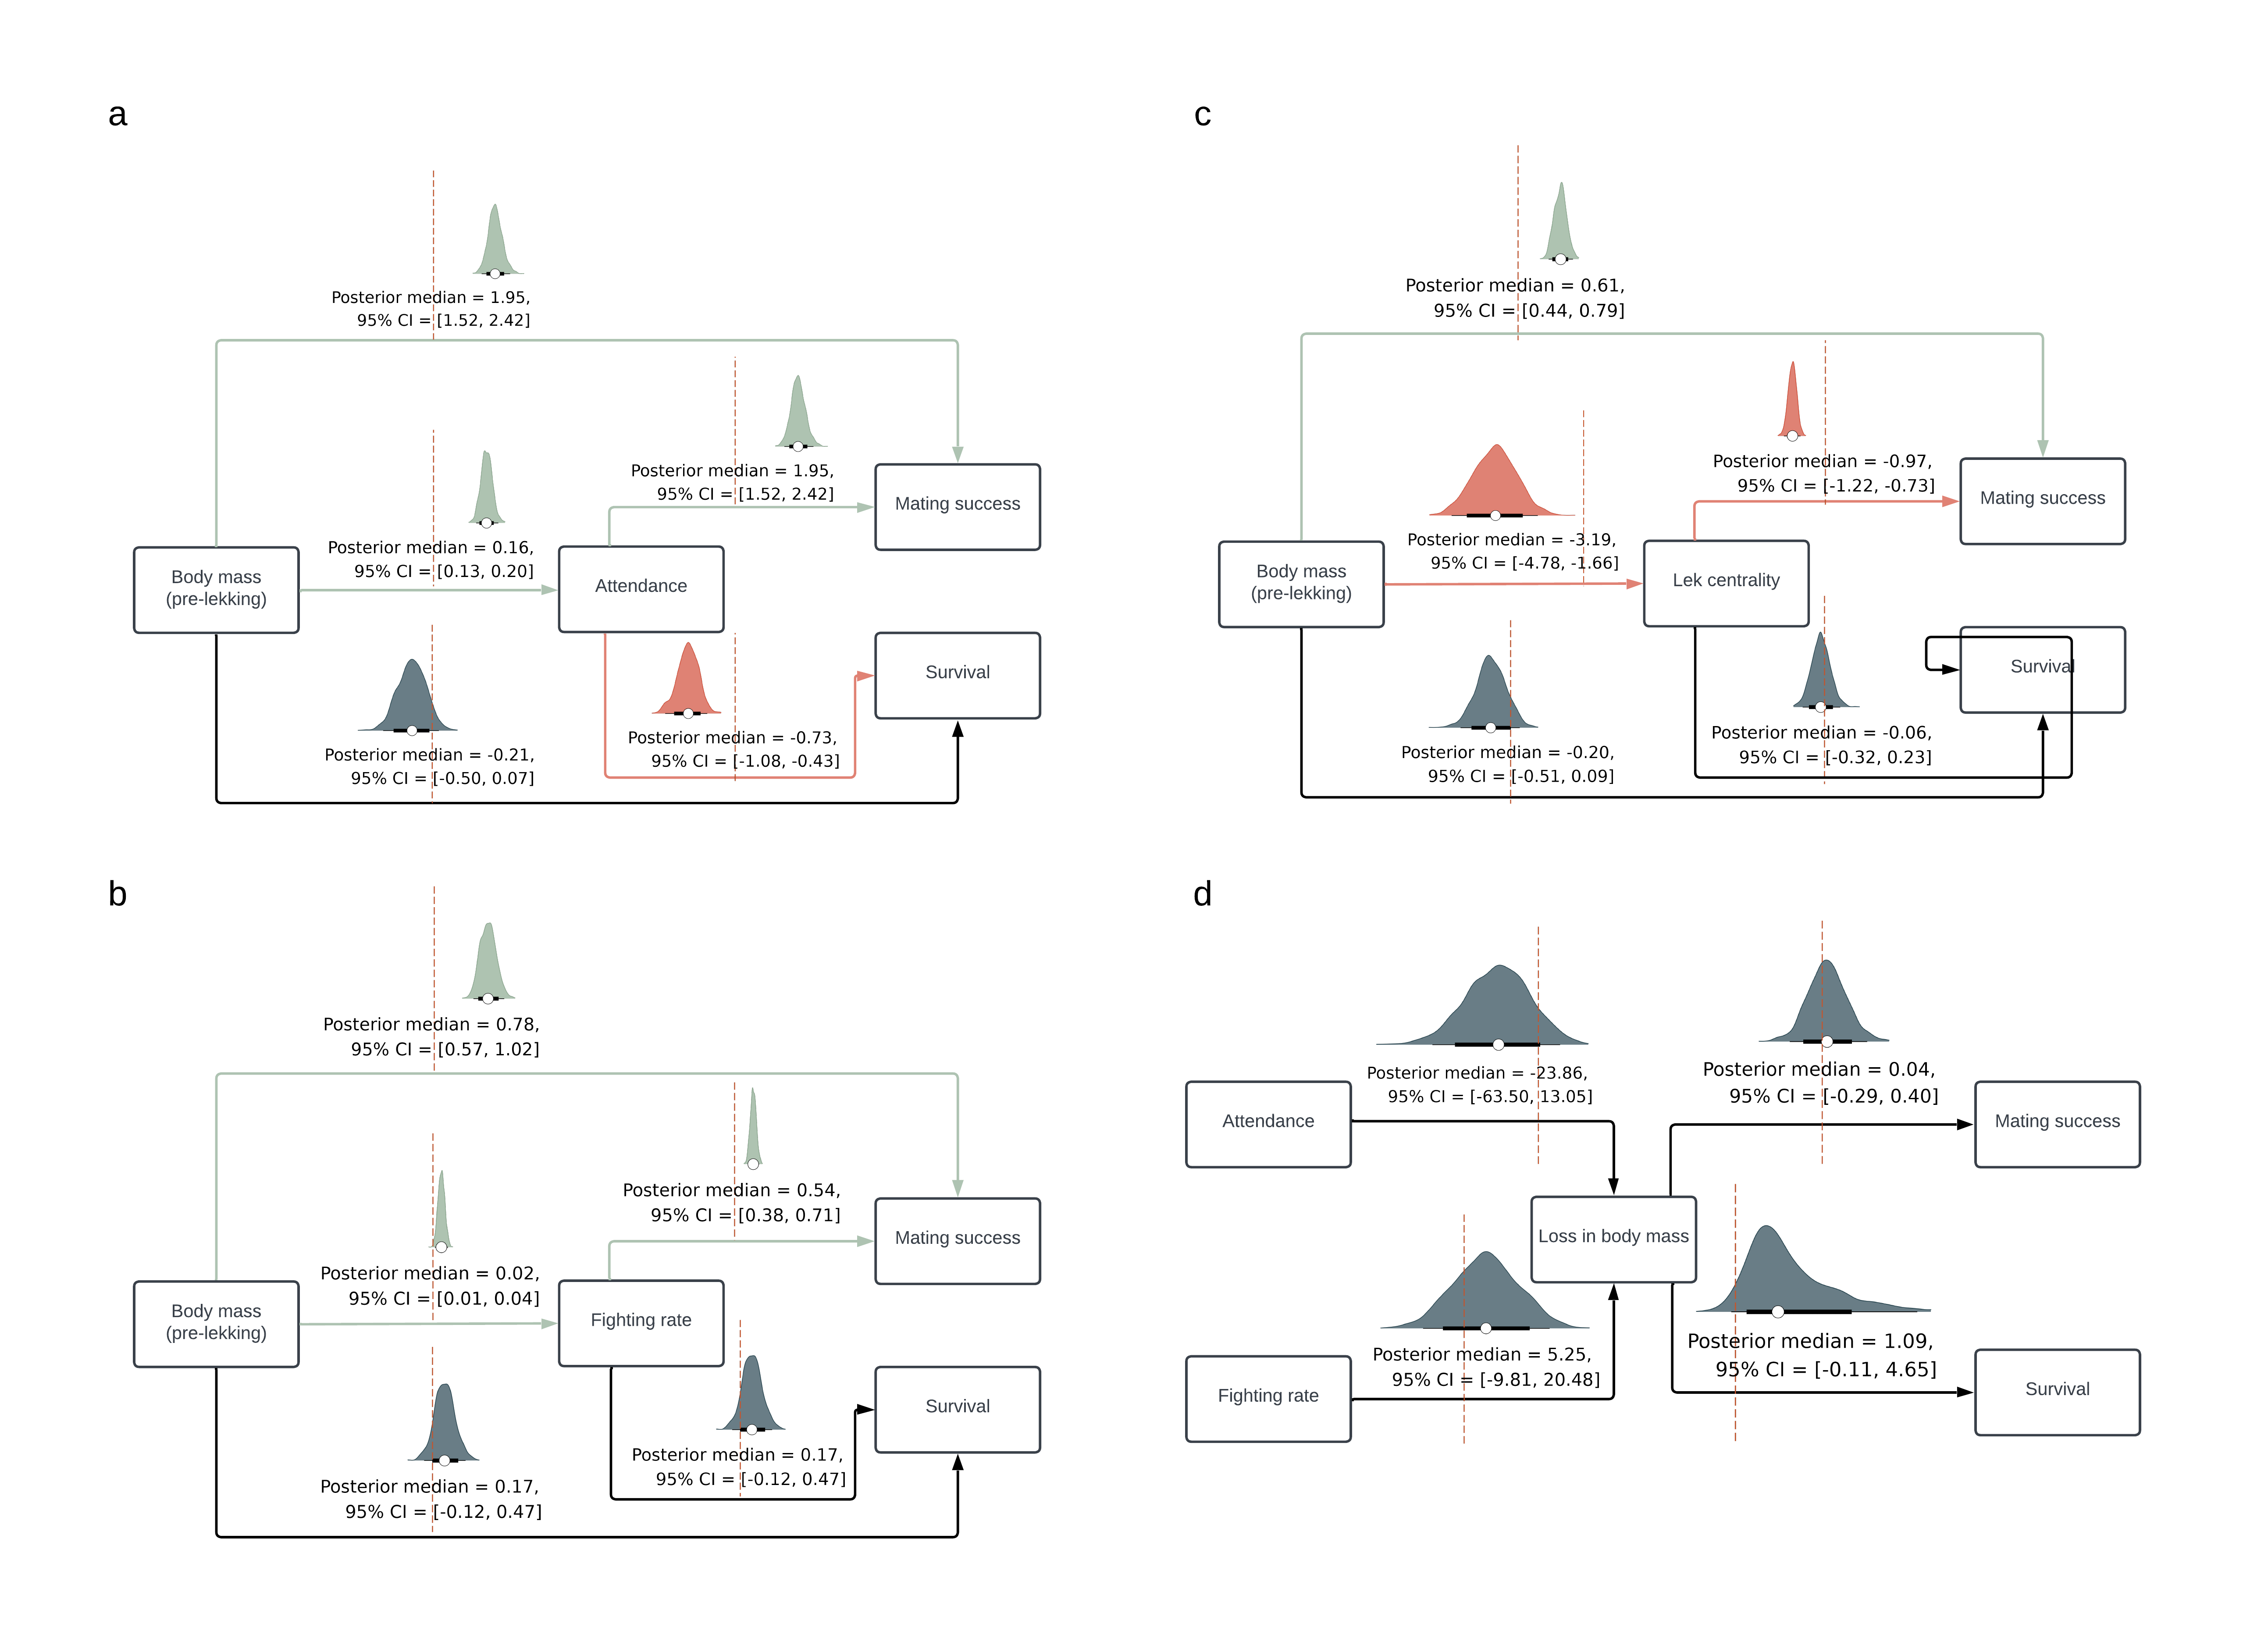 a
Posterior median = 1.95,
95% CI = [1.52, 2.42]
Posterior median = 1.95,
95% CI = [1.52, 2.42]
Mating success
Posterior median = 0.16,
95% CI = [0.13, 0.20]
Body mass
(pre-lekking)
Attendance
Survival
Posterior median = -0.73,
95% CI = [-1.08, -0.43]
Posterior median = -0.21,
95% CI = [-0.50, 0.07]
b
Posterior median = 0.78,
95% CI = [0.57, 1.02]
Posterior median = 0.54,
95% CI = [0.38, 0.71]
Mating success
Posterior median = 0.02,
95% CI = [0.01, 0.04]
Body mass
(pre-lekking)
Fighting rate
Survival
Posterior median = 0.17,
95% CI = [-0.12, 0.47]
Posterior median = 0.17,
95% CI = [-0.12, 0.47]
c
Posterior median = 0.61,
95% CI = [0.44, 0.79]
Posterior median = -0.97,
95% CI = [-1.22, -0.73]
Mating success
Posterior median = -3.19,
95% CI = [-4.78, -1.66]
Body mass
(pre-lekking)
Lek centrality
Survival
Posterior median = -0.06,
95% CI = [-0.32, 0.23]
Posterior median = -0.20,
95% CI = [-0.51, 0.09]
d
Posterior median = -23.86,
95% CI = [-63.50, 13.05]
Posterior median = 0.04,
95% CI = [-0.29, 0.40]
Attendance
Mating success
Loss in body mass
Posterior median = 5.25,
95% CI = [-9.81, 20.48]
Posterior median = 1.09,
95% CI = [-0.11, 4.65]
Fighting rate
Survival